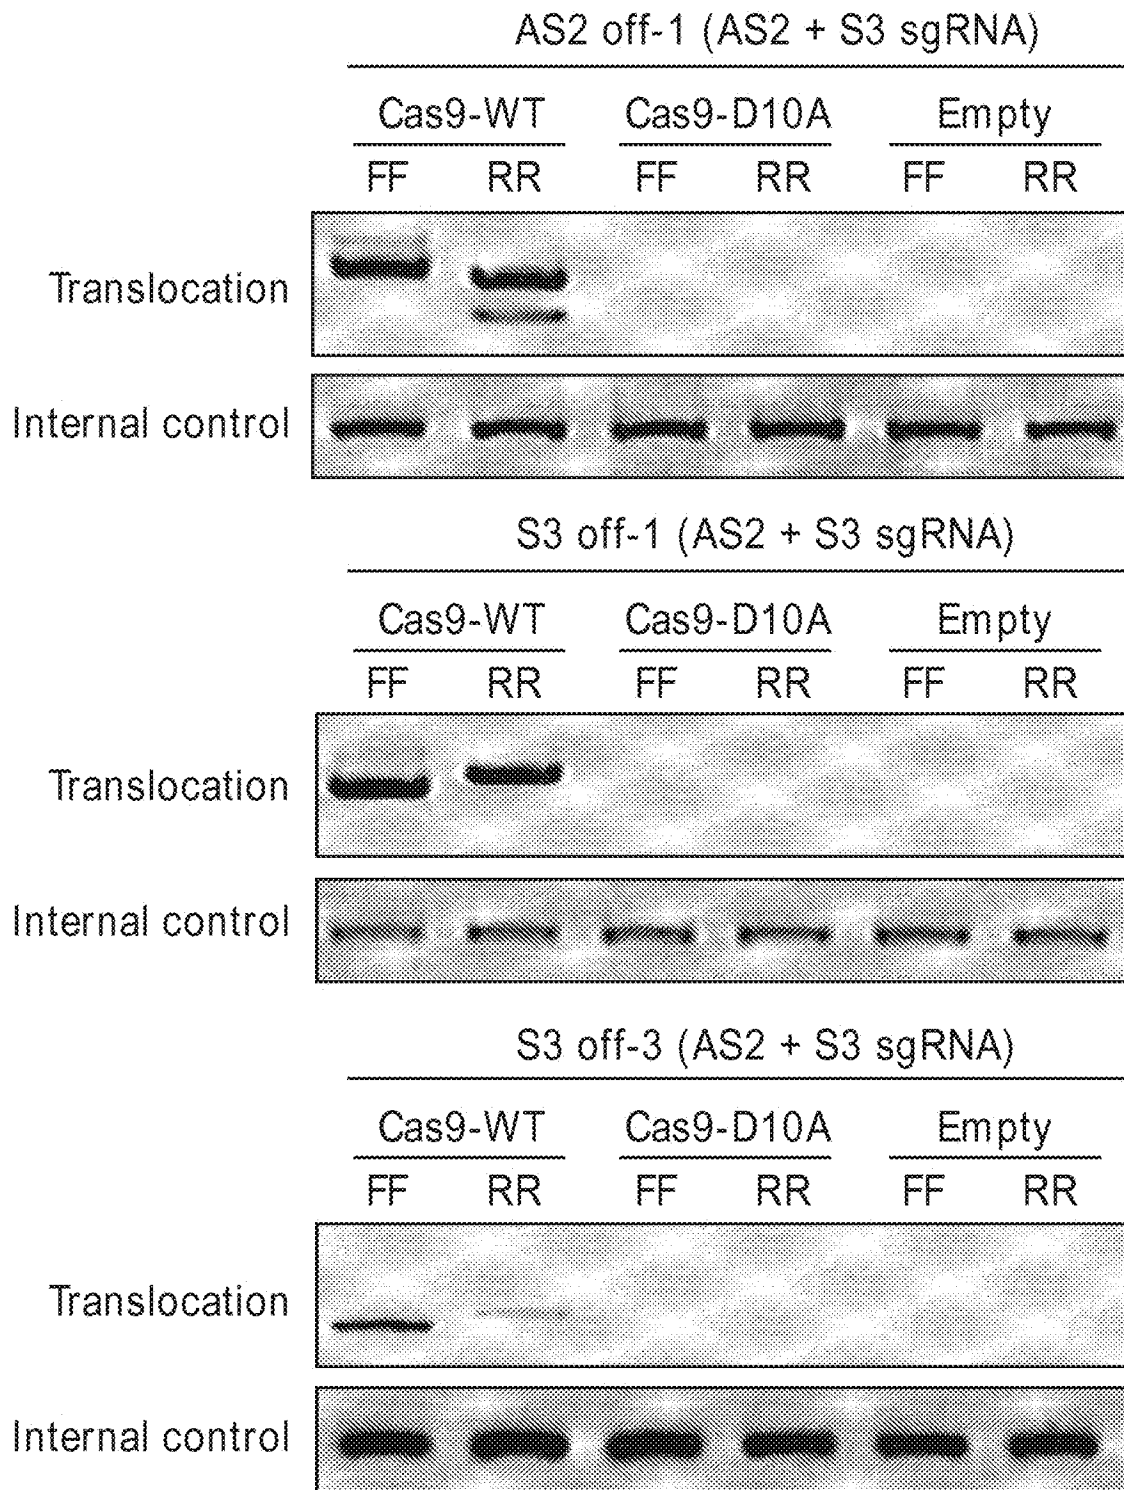 AS2 off-1 (AS2 + S3 sgRNA)
Cas9-WT Cas9-D10A Empty
FF RR FF RR FF RR
Translocation
Internal control
S3 off-1 (AS2 + S3 sgRNA)
Cas9-WT Cas9-D10A Empty
FF RR FF RR FF RR
Translocation
Internal control
S3 off-3 (AS2 + S3 sgRNA)
Cas9-WT Cas9-D10A Empty
FF RR FF RR FF RR
Translocation
Internal control